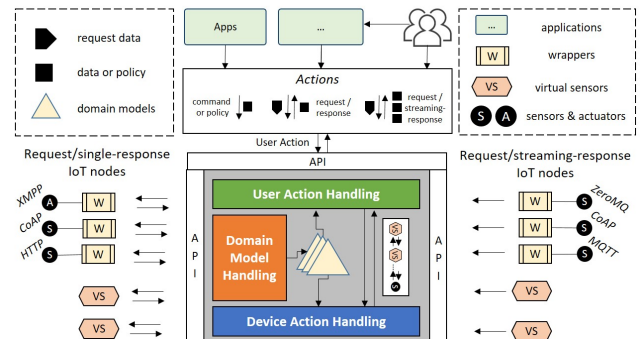 request data
data or policy
domain models
Apps
...
Actions
command
or policy
request /
response
request /
streaming-
response
...
applications
W
wrappers
VS
virtual sensors
S
A
sensors & actuators
User Action
API
Request/single-response
IoT nodes
XMPP
A
W
CoAP
S
W
HTTP
S
W
VS
VS
API
User Action Handling
Domain
Model
Handling
VS
VS
S
Device Action Handling
API
Request/streaming-response
IoT nodes
W
S
ZeroMQ
W
S
CoAP
W
S
MQTT
VS
VS